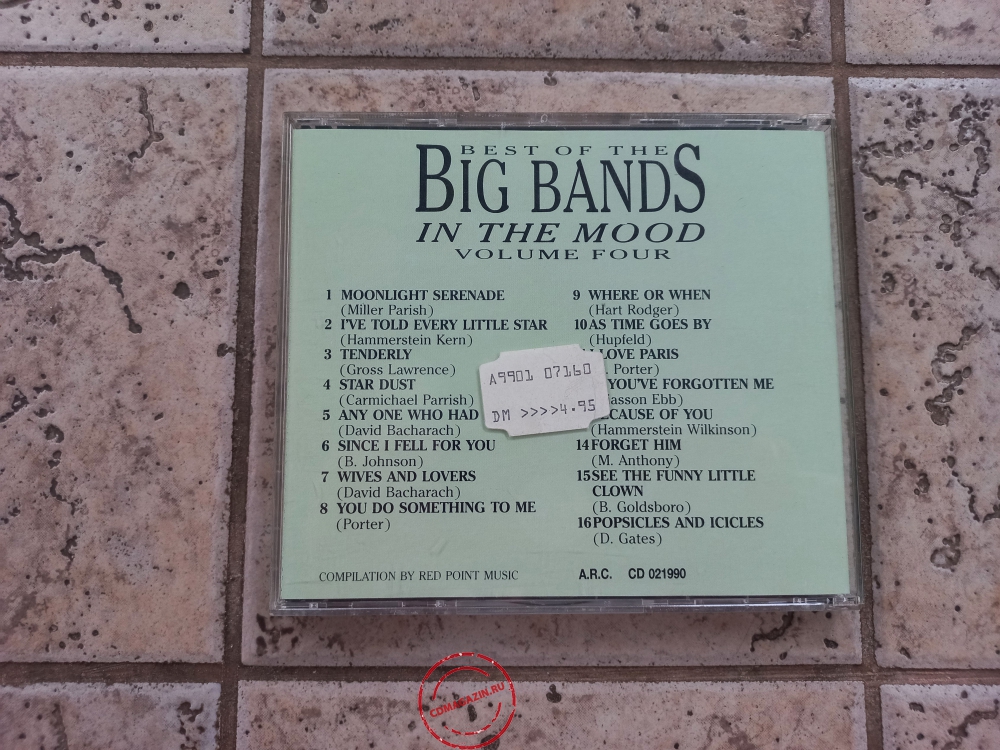 BEST OF THE
BIG BANDS
IN THE MOOD
VOLUME FOUR
1 MOONLIGHT SERENADE
(Miller Parish)
2 I'VE TOLD EVERY LITTLE STAR
(Hammerstein Kern)
3 TENDERLY
(Gross Lawrence)
4 STAR DUST
(Carmichael Parrish)
5 ANY ONE WHO HAD
(David Bacharach)
6 SINCE I FELL FOR YOU
(B. Johnson)
7 WIVES AND LOVERS
(David Bacharach)
8 YOU DO SOMETHING TO ME
(Porter)
9 WHERE OR WHEN
(Hart Rodger)
10 AS TIME GOES BY
(Hupfeld)
LOVE PARIS
Porter)
YOU'VE FORGOTTEN ME
Ebb)
OF YOU
(Hammerstein Wilkinson)
14 FORGET HIM
(M. Anthony)
15 SEE THE FUNNY LITTLE
CLOWN
(B. Goldsboro)
16 POPSICLES AND ICICLES
(D. Gates)
A9901 07160
DM >>>>4.95
COMPILATION BY RED POINT MUSIC
A.R.C. CD 021990
CDMAGAZIN.RU